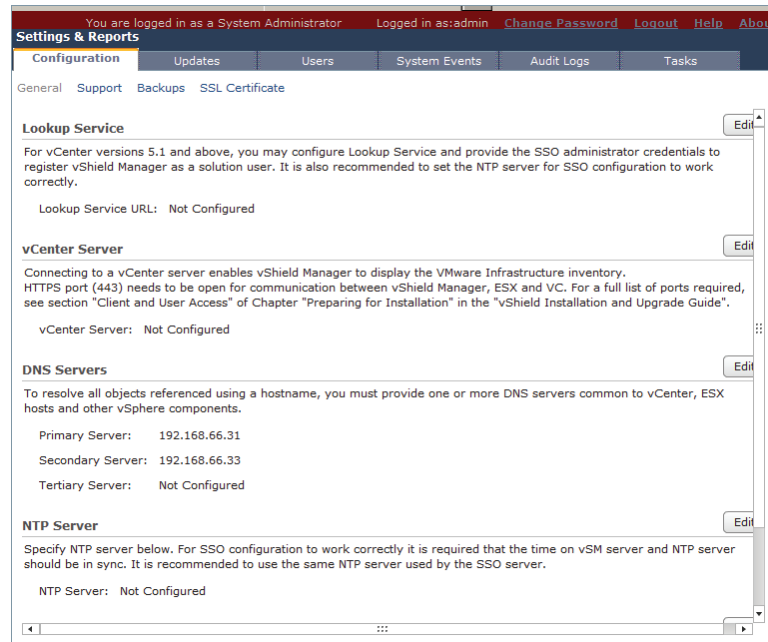 You are logged in as a System Administrator Logged in as:admin Change Password Logout Help
Settings & Reports
Configuration Updates Users System Events Audit Logs Tasks
General Support Backups SSL Certificate
Lookup Service
For vCenter versions 5.1 and above, you may configure Lookup Service and provide the SSO administrator credentials to
register vShield Manager as a solution user. It is also recommended to set the NTP server for SSO configuration to work
correctly.
Lookup Service URL: Not Configured
vCenter Server
Connecting to a vCenter server enables vShield Manager to display the VMware Infrastructure inventory.
HTTPS port (443) needs to be open for communication between vShield Manager, ESX and VC. For a full list of ports required,
see section "Client and User Access" of Chapter "Preparing for Installation" in the "vShield Installation and Upgrade Guide".
vCenter Server: Not Configured
DNS Servers
To resolve all objects referenced using a hostname, you must provide one or more DNS servers common to vCenter, ESX
hosts and other vSphere components.
Primary Server: 192.168.66.31
Secondary Server: 192.168.66.33
Tertiary Server: Not Configured
NTP Server
Specify NTP server below. For SSO configuration to work correctly it is required that the time on vSM server and NTP server
should be in sync. It is recommended to use the same NTP server used by the SSO server.
NTP Server: Not Configured